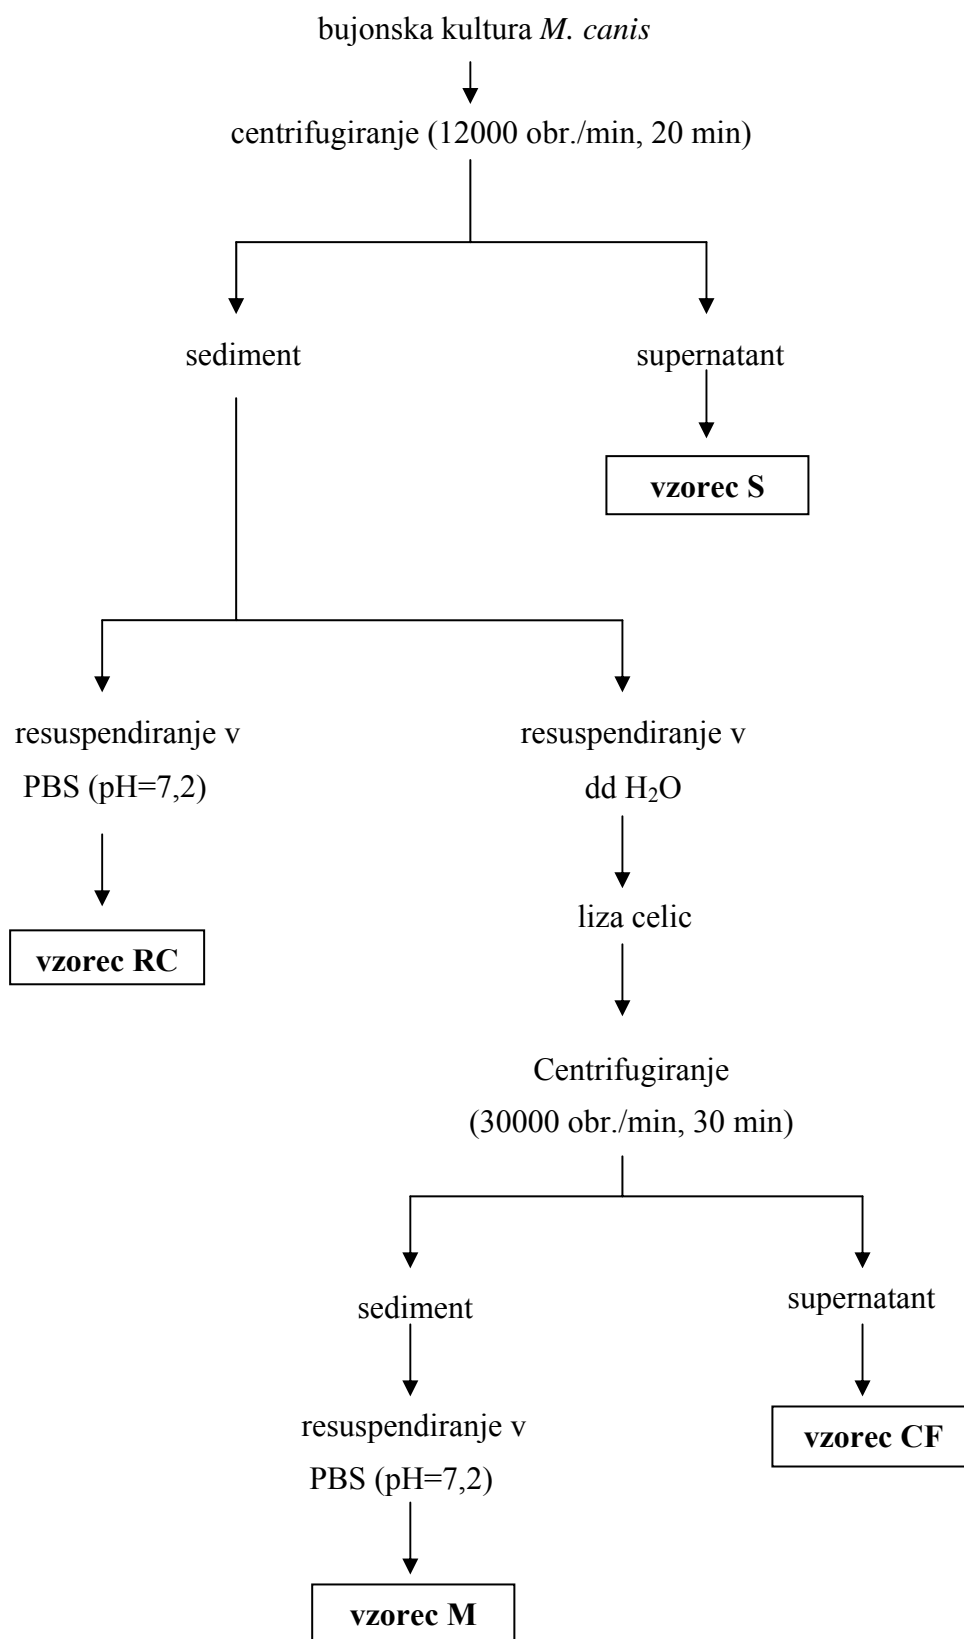 bujonska kultura M. canis
centrifugiranje (12000 obr./min, 20 min)
sediment
supernatant
vzorec S
resuspendiranje v
PBS (pH=7,2)
vzorec RC
resuspendiranje v
dd H₂O
liza celic
Centrifugiranje
(30000 obr./min, 30 min)
sediment
supernatant
resuspendiranje v
PBS (pH=7,2)
vzorec CF
vzorec M